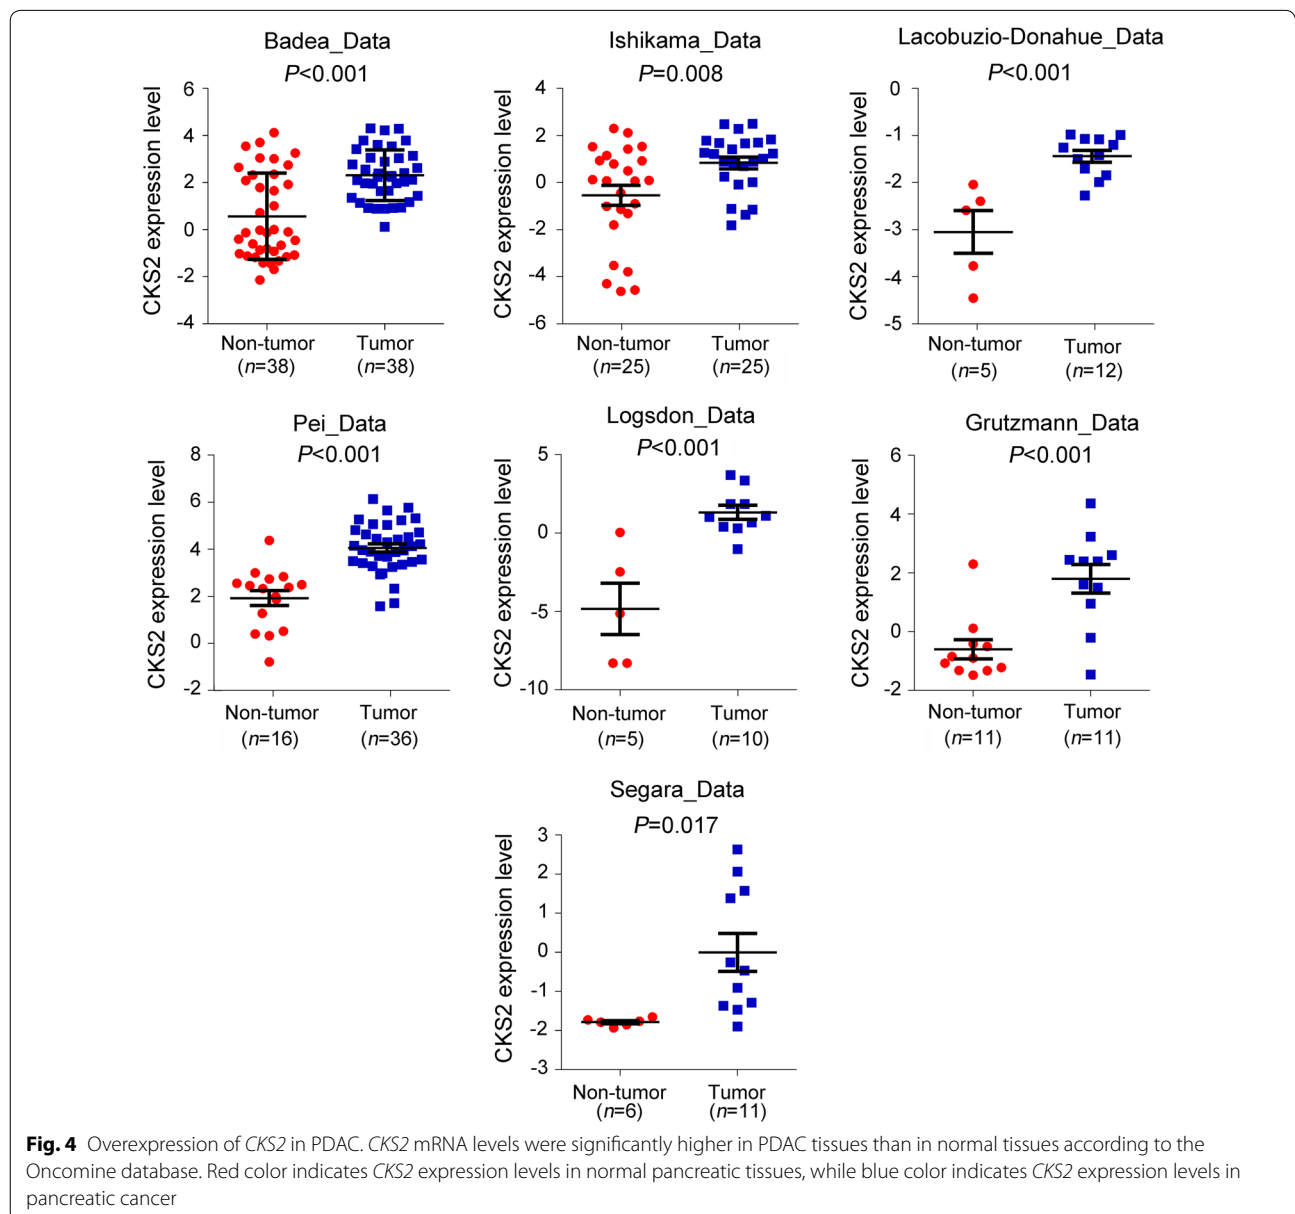 Badea_Data
P<0.001
CKS2 expression level
6
4
2
0
-2
-4
Non-tumor
(n=38)
Tumor
(n=38)
Ishikama_Data
P=0.008
CKS2 expression level
4
2
0
-2
-4
-6
Non-tumor
(n=25)
Tumor
(n=25)
Lacobuzio-Donahue_Data
P<0.001
CKS2 expression level
0
-1
-2
-3
-4
-5
Non-tumor
(n=5)
Tumor
(n=12)
Pei_Data
P<0.001
CKS2 expression level
8
6
4
2
0
-2
Non-tumor
(n=16)
Tumor
(n=36)
Logsdon_Data
P<0.001
CKS2 expression level
5
0
-5
-10
Non-tumor
(n=5)
Tumor
(n=10)
Grutzmann_Data
P<0.001
CKS2 expression level
6
4
2
0
-2
Non-tumor
(n=11)
Tumor
(n=11)
Segara_Data
P=0.017
CKS2 expression level
3
2
1
0
-1
-2
-3
Non-tumor
(n=6)
Tumor
(n=11)
Fig. 4 Overexpression of CKS2 in PDAC. CKS2 mRNA levels were significantly higher in PDAC tissues than in normal tissues according to the
Oncomine database. Red color indicates CKS2 expression levels in normal pancreatic tissues, while blue color indicates CKS2 expression levels in
pancreatic cancer